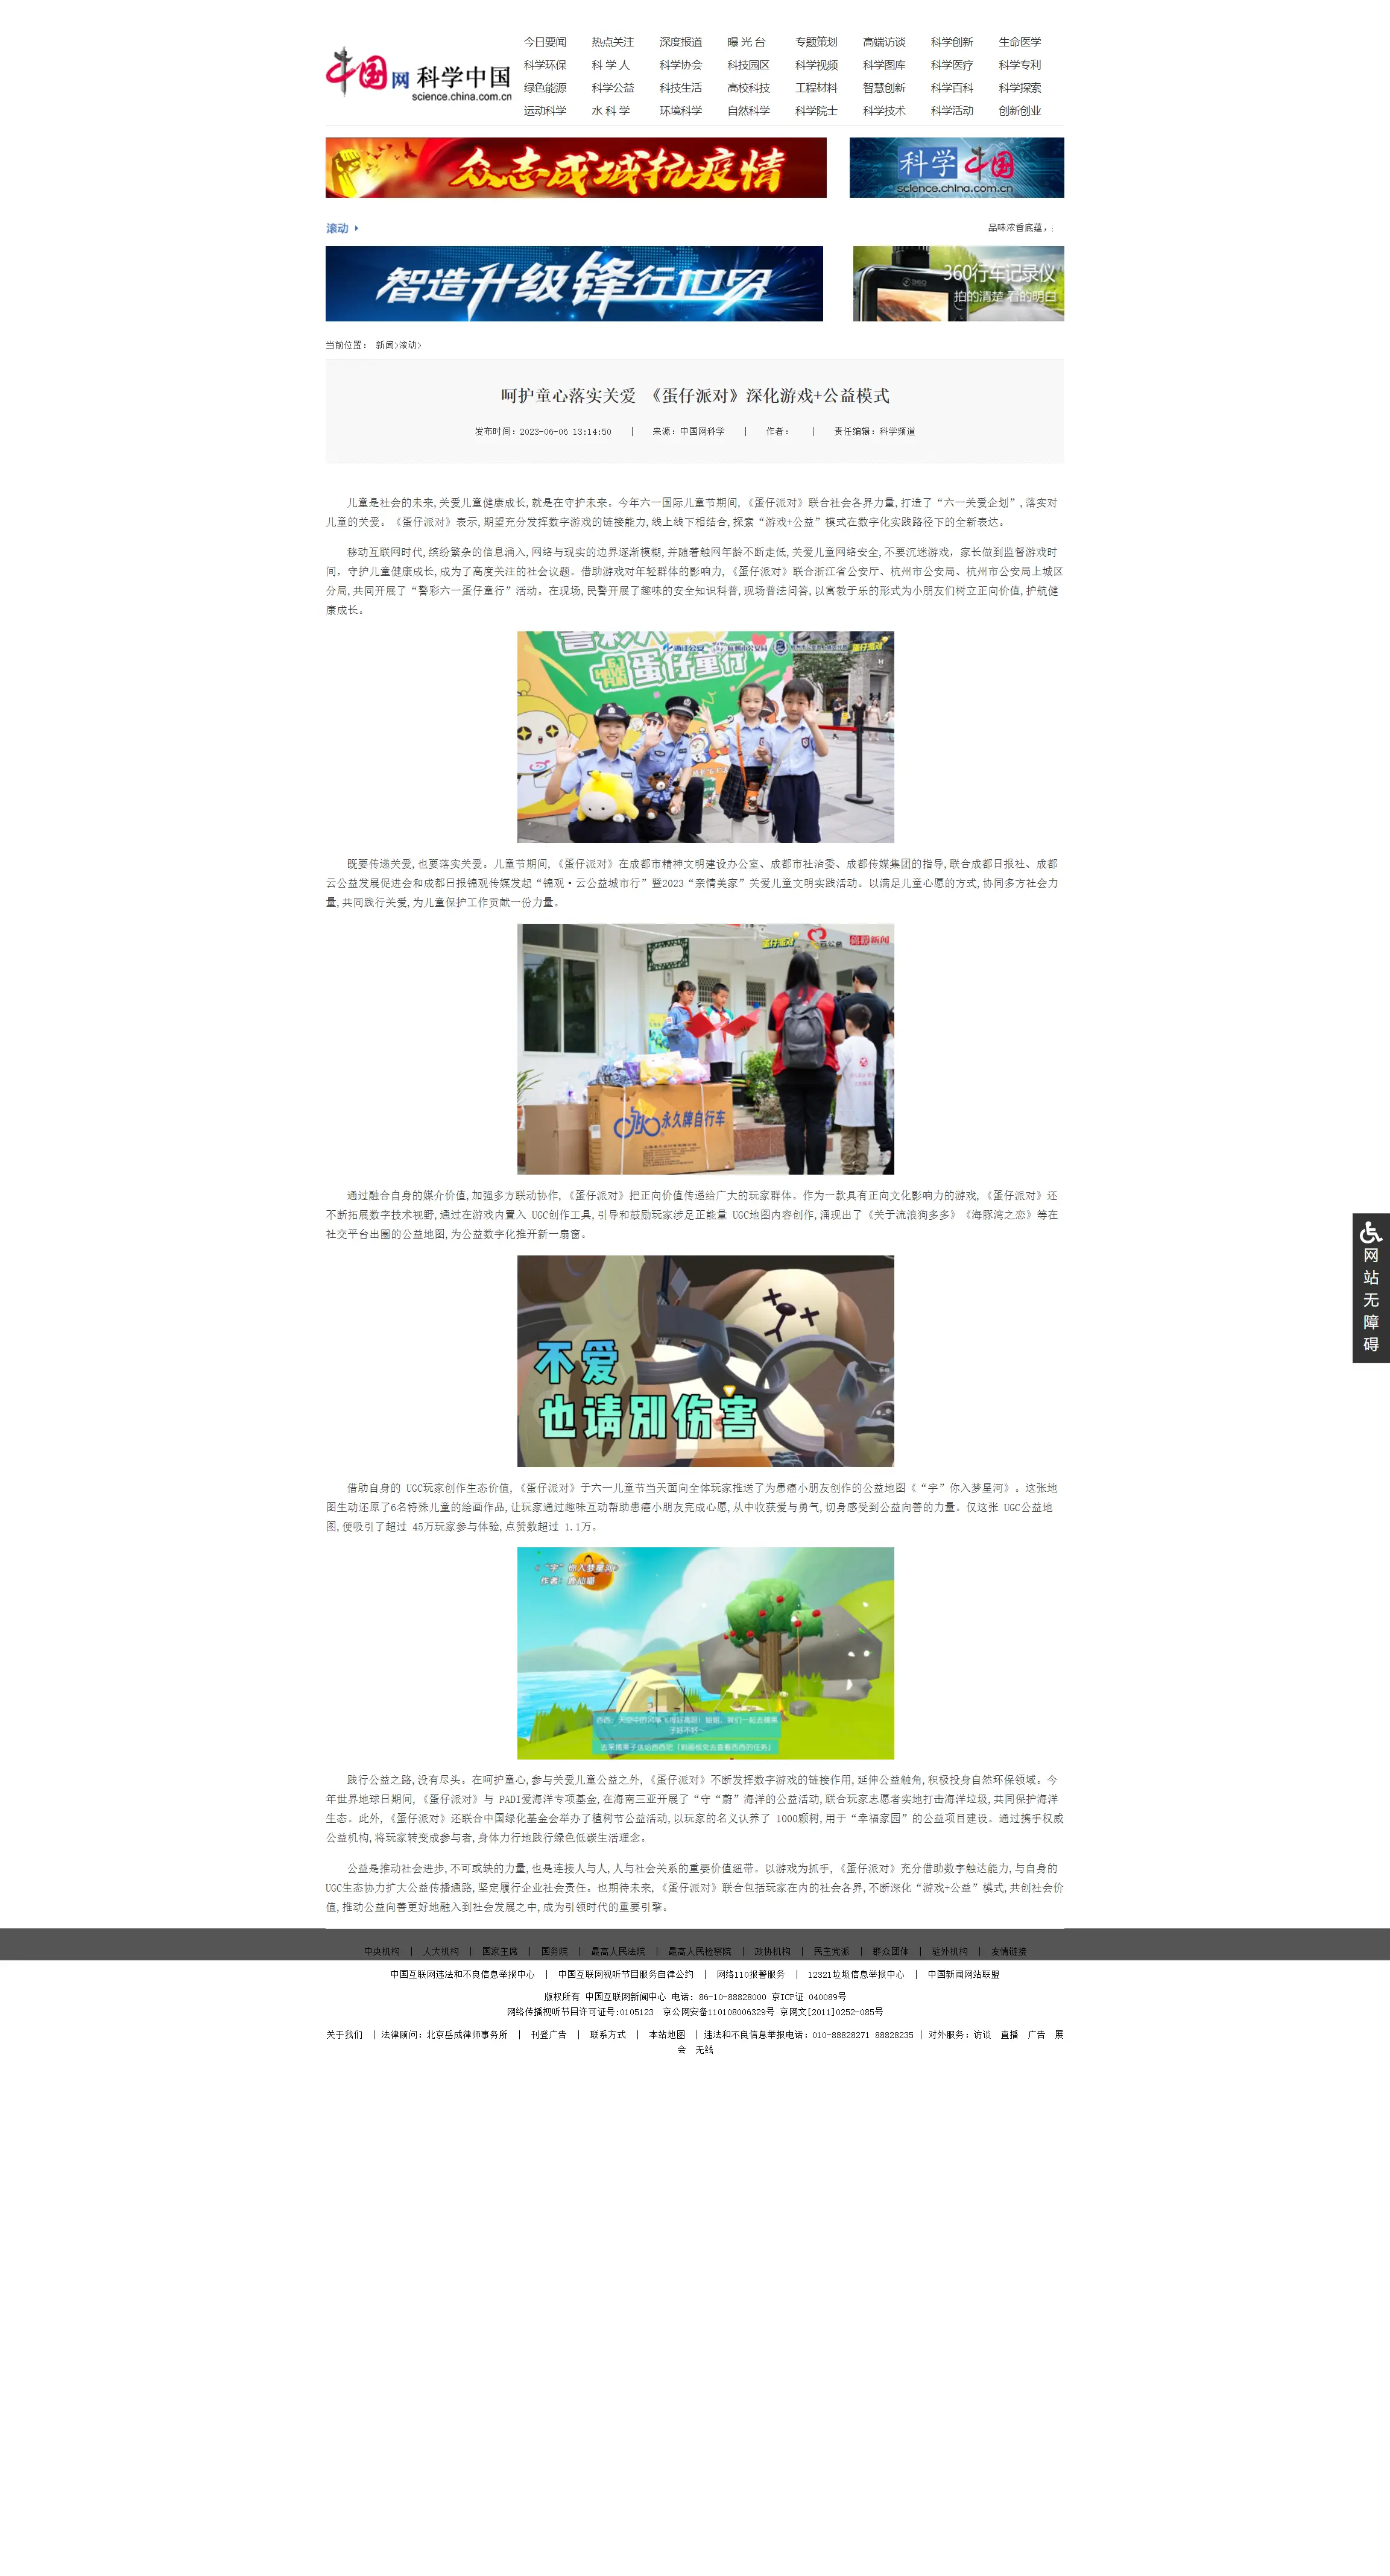 中国网 科学中国
science.china.com.cn
今日要闻 热点关注 深度报道 曝 光 台 专题策划 高端访谈 科学创新 生命医学
科学环保 科 学 人 科学协会 科技园区 科学视频 科学图库 科学医疗 科学专利
绿色能源 科学公益 科技生活 高校科技 工程材料 智慧创新 科学百科 科学探索
运动科学 水 科 学 环境科学 自然科学 科学院士 科学技术 科学活动 创新创业
众志成城抗疫情
科学中国
science.china.com.cn
滚动
品味浓香底蕴，
智造升级锋行世界
360行车记录仪
拍的清楚 看的明白
当前位置： 新闻>滚动>
呵护童心落实关爱 《蛋仔派对》深化游戏+公益模式
发布时间：2023-06-06 13:14:50 | 来源：中国网科学 | 作者： | 责任编辑：科学频道
儿童是社会的未来,关爱儿童健康成长,就是在守护未来。今年六一国际儿童节期间,《蛋仔派对》联合社会各界力量,打造了“六一关爱企划”,落实对
儿童的关爱。《蛋仔派对》表示,期望充分发挥数字游戏的链接能力,线上线下相结合,探索“游戏+公益”模式在数字化实践路径下的全新表达。
移动互联网时代,缤纷繁杂的信息涌入,网络与现实的边界逐渐模糊,并随着触网年龄不断走低,关爱儿童网络安全,不要沉迷游戏，家长做到监督游戏时
间，守护儿童健康成长,成为了高度关注的社会议题。借助游戏对年轻群体的影响力,《蛋仔派对》联合浙江省公安厅、杭州市公安局、杭州市公安局上城区
分局,共同开展了“警彩六一蛋仔童行”活动。在现场,民警开展了趣味的安全知识科普,现场普法问答,以寓教于乐的形式为小朋友们树立正向价值,护航健
康成长。
蛋仔童行
HAVE FUN
蛋仔派对
既要传递关爱,也要落实关爱。儿童节期间,《蛋仔派对》在成都市精神文明建设办公室、成都市社治委、成都传媒集团的指导,联合成都日报社、成都
云公益发展促进会和成都日报锦观传媒发起“锦观·云公益城市行”暨2023“亲情美家”关爱儿童文明实践活动。以满足儿童心愿的方式,协同多方社会力
量,共同践行关爱,为儿童保护工作贡献一份力量。
蛋仔派对 云公益 锦观新闻
永久牌自行车
通过融合自身的媒介价值,加强多方联动协作,《蛋仔派对》把正向价值传递给广大的玩家群体。作为一款具有正向文化影响力的游戏,《蛋仔派对》还
不断拓展数字技术视野,通过在游戏内置入 UGC创作工具,引导和鼓励玩家涉足正能量 UGC地图内容创作,涌现出了《关于流浪狗多多》《海豚湾之恋》等在
社交平台出圈的公益地图,为公益数字化推开新一扇窗。
不爱
也请别伤害
借助自身的 UGC玩家创作生态价值,《蛋仔派对》于六一儿童节当天面向全体玩家推送了为患癌小朋友创作的公益地图《“孛”你入梦星河》。这张地
图生动还原了6名特殊儿童的绘画作品,让玩家通过趣味互动帮助患癌小朋友完成心愿,从中收获爱与勇气,切身感受到公益向善的力量。仅这张 UGC公益地
图,便吸引了超过 45万玩家参与体验,点赞数超过 1.1万。
践行公益之路,没有尽头。在呵护童心,参与关爱儿童公益之外,《蛋仔派对》不断发挥数字游戏的链接作用,延伸公益触角,积极投身自然环保领域。今
年世界地球日期间,《蛋仔派对》与 PADI爱海洋专项基金,在海南三亚开展了“守“蔚”海洋的公益活动,联合玩家志愿者实地打击海洋垃圾,共同保护海洋
生态。此外,《蛋仔派对》还联合中国绿化基金会举办了植树节公益活动,以玩家的名义认养了 1000颗树,用于“幸福家园”的公益项目建设。通过携手权威
公益机构,将玩家转变成参与者,身体力行地践行绿色低碳生活理念。
公益是推动社会进步,不可或缺的力量,也是连接人与人,人与社会关系的重要价值纽带。以游戏为抓手,《蛋仔派对》充分借助数字触达能力,与自身的
UGC生态协力扩大公益传播通路,坚定履行企业社会责任。也期待未来,《蛋仔派对》联合包括玩家在内的社会各界,不断深化“游戏+公益”模式,共创社会价
值,推动公益向善更好地融入到社会发展之中,成为引领时代的重要引擎。
网站无障碍
中央机构 | 人大机构 | 国家主席 | 国务院 | 最高人民法院 | 最高人民检察院 | 政协机构 | 民主党派 | 群众团体 | 驻外机构 | 友情链接
中国互联网违法和不良信息举报中心 | 中国互联网视听节目服务自律公约 | 网络110报警服务 | 12321垃圾信息举报中心 | 中国新闻网站联盟
版权所有 中国互联网新闻中心 电话: 86-10-88828000 京ICP证 040089号
网络传播视听节目许可证号:0105123 京公网安备110108006329号 京网文[2011]0252-085号
关于我们 | 法律顾问：北京岳成律师事务所 | 刊登广告 | 联系方式 | 本站地图 | 违法和不良信息举报电话：010-88828271 88828235 | 对外服务：访谈 直播 广告 展
会 无线